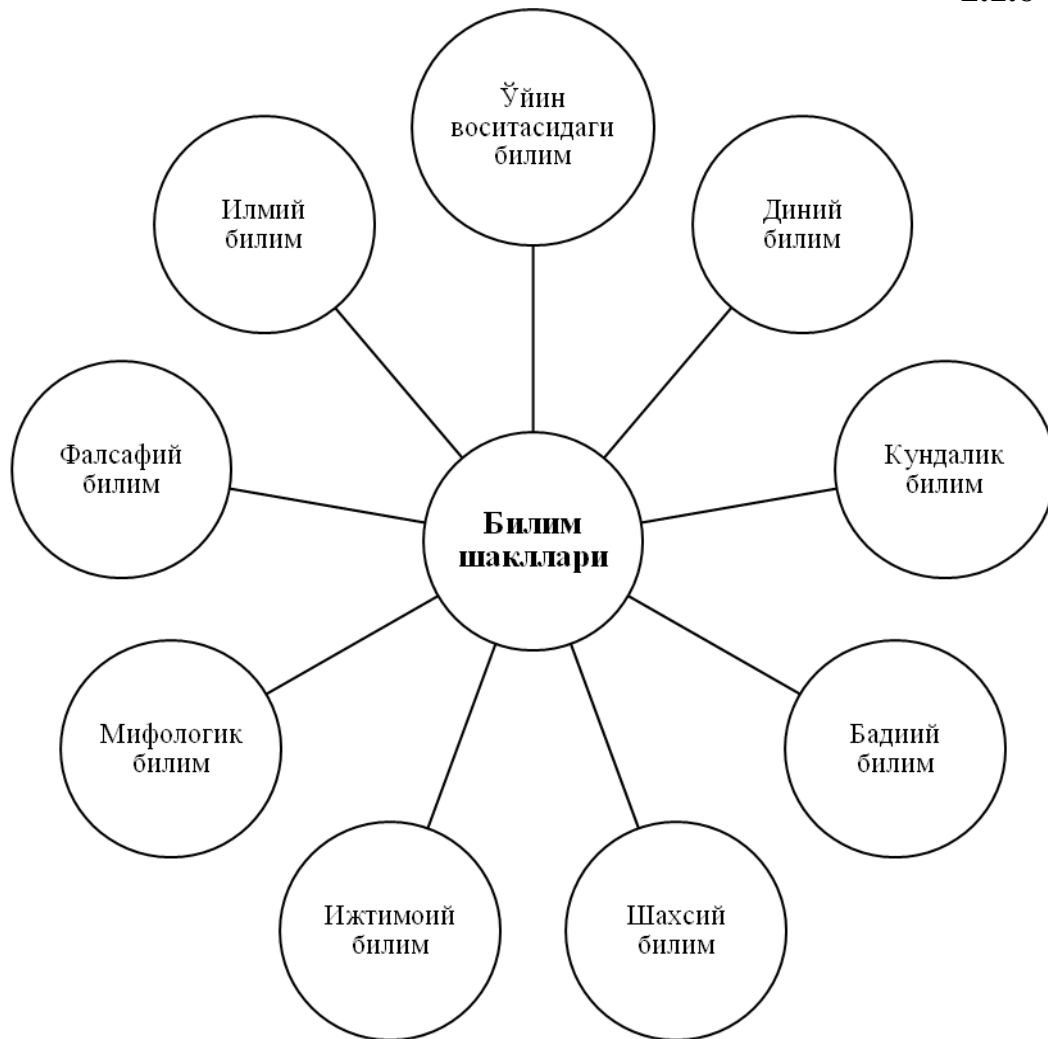 Ўйин
воситасидаги
билим
Диний
билим
Кундалик
билим
Бадиий
билим
Шахсий
билим
Ижтимоий
билим
Мифологик
билим
Фалсафий
билим
Илмий
билим
Билим
шакллари